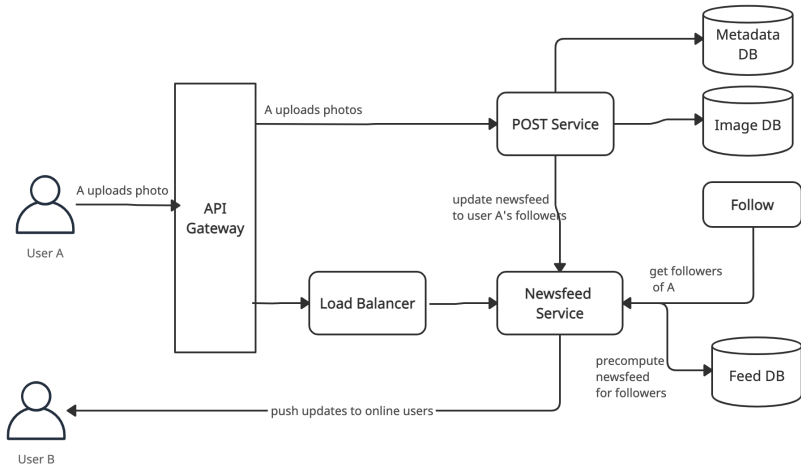 Metadata
DB
A uploads photos
POST Service
Image DB
A uploads photo
API
Gateway
User A
update newsfeed
to user A's followers
Follow
get followers
of A
Load Balancer
Newsfeed
Service
precompute
newsfeed
for followers
Feed DB
push updates to online users
User B